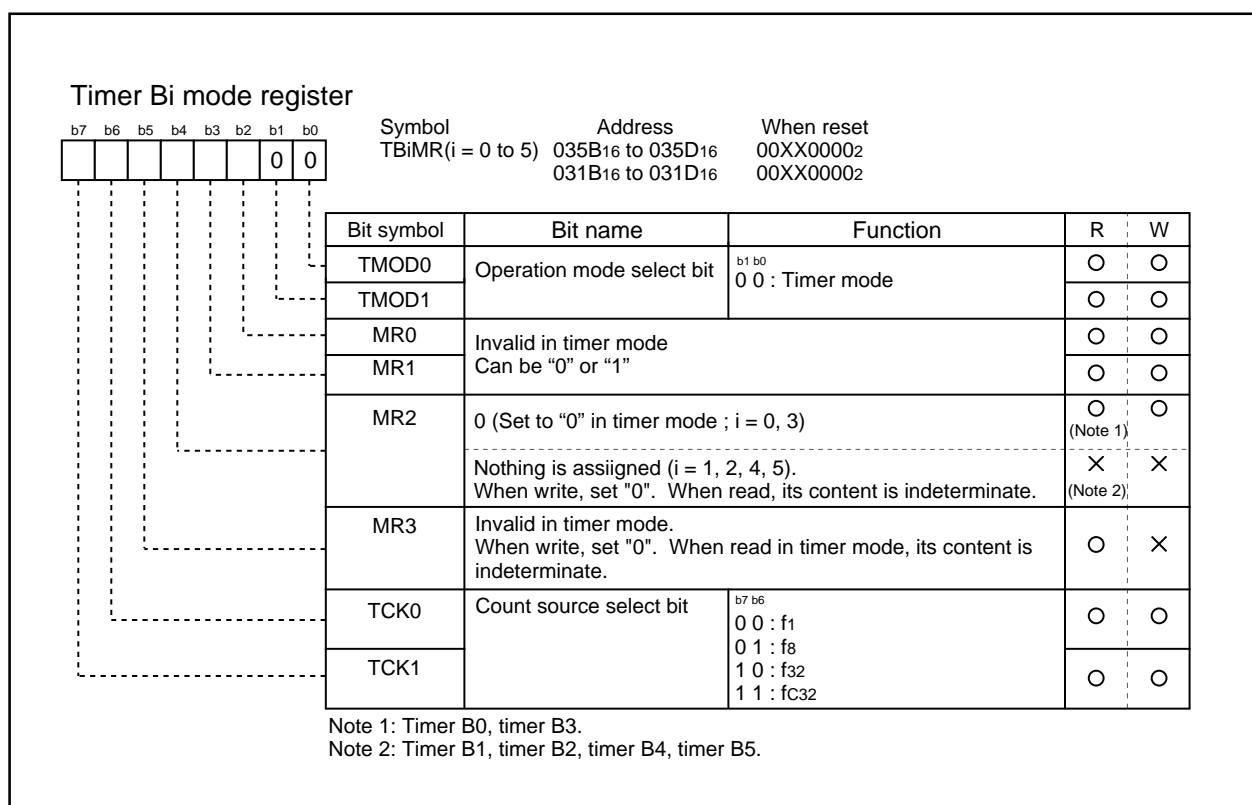 Timer Bi mode register
b7 b6 b5 b4 b3 b2 b1 b0
0 0
Symbol Address When reset
TBiMR(i = 0 to 5) 035B16 to 035D16 00XX00002
031B16 to 031D16 00XX00002
Bit symbol Bit name Function R W
TMOD0 Operation mode select bit b1 b0
0 0 : Timer mode
TMOD1
MR0 Invalid in timer mode
MR1 Can be “0” or “1”
MR2 0 (Set to “0” in timer mode ; i = 0, 3) (Note 1)
Nothing is assiigned (i = 1, 2, 4, 5).
When write, set "0". When read, its content is indeterminate. (Note 2)
MR3 Invalid in timer mode.
When write, set "0". When read in timer mode, its content is
indeterminate.
TCK0 Count source select bit b7 b6
0 0 : f1
0 1 : f8
TCK1 1 0 : f32
1 1 : fC32
Note 1: Timer B0, timer B3.
Note 2: Timer B1, timer B2, timer B4, timer B5.